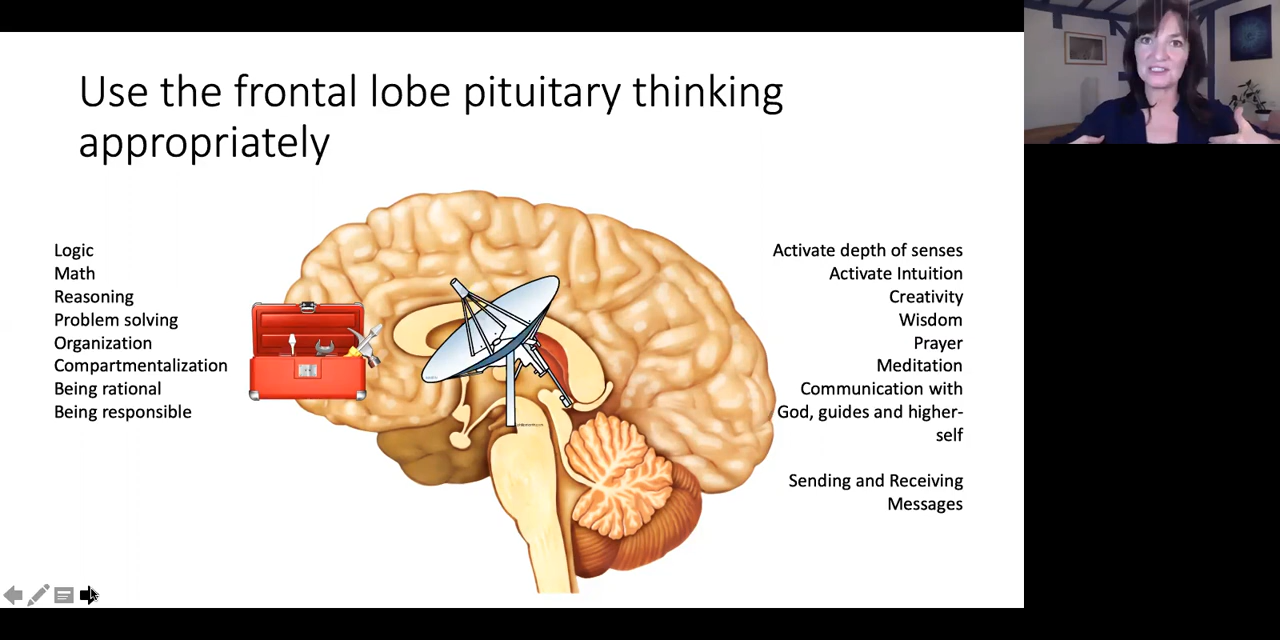 Use the frontal lobe pituitary thinking
appropriately
Logic
Math
Reasoning
Problem solving
Organization
Compartmentalization
Being rational
Being responsible
Activate depth of senses
Activate Intuition
Creativity
Wisdom
Prayer
Meditation
Communication with
God, guides and higher-
self
Sending and Receiving
Messages